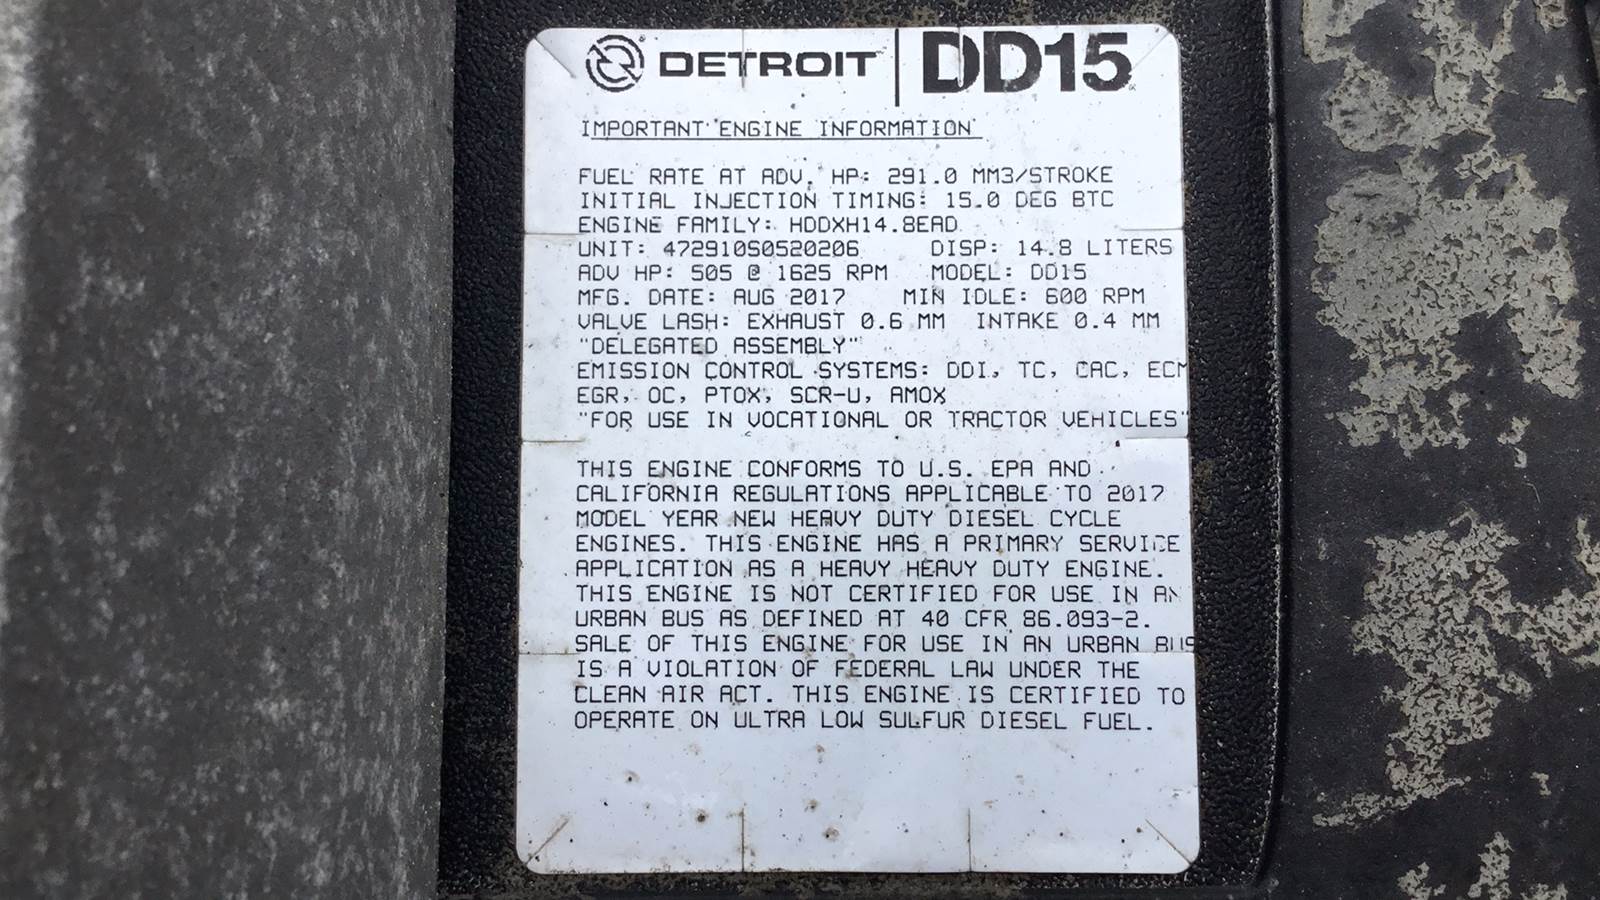 DETROIT DD15
IMPORTANT ENGINE INFORMATION
FUEL RATE AT ADV. HP: 291.0 MM3/STROKE
INITIAL INJECTION TIMING: 15.0 DEG BTC
ENGINE FAMILY: HDDXH14.8EAD
UNIT: 472910S0520206 DISP: 14.8 LITERS
ADV HP: 505 @ 1625 RPM MODEL: DD15
MFG. DATE: AUG 2017 MIN IDLE: 600 RPM
VALVE LASH: EXHAUST 0.6 MM INTAKE 0.4 MM
"DELEGATED ASSEMBLY"
EMISSION CONTROL SYSTEMS: DDI, TC, CAC, ECM
EGR, OC, PTOX, SCR-U, AMOX
"FOR USE IN VOCATIONAL OR TRACTOR VEHICLES"
THIS ENGINE CONFORMS TO U.S. EPA AND
CALIFORNIA REGULATIONS APPLICABLE TO 2017
MODEL YEAR NEW HEAVY DUTY DIESEL CYCLE
ENGINES. THIS ENGINE HAS A PRIMARY SERVICE
APPLICATION AS A HEAVY HEAVY DUTY ENGINE.
THIS ENGINE IS NOT CERTIFIED FOR USE IN AN
URBAN BUS AS DEFINED AT 40 CFR 86.093-2.
SALE OF THIS ENGINE FOR USE IN AN URBAN BUS
IS A VIOLATION OF FEDERAL LAW UNDER THE
CLEAN AIR ACT. THIS ENGINE IS CERTIFIED TO
OPERATE ON ULTRA LOW SULFUR DIESEL FUEL.